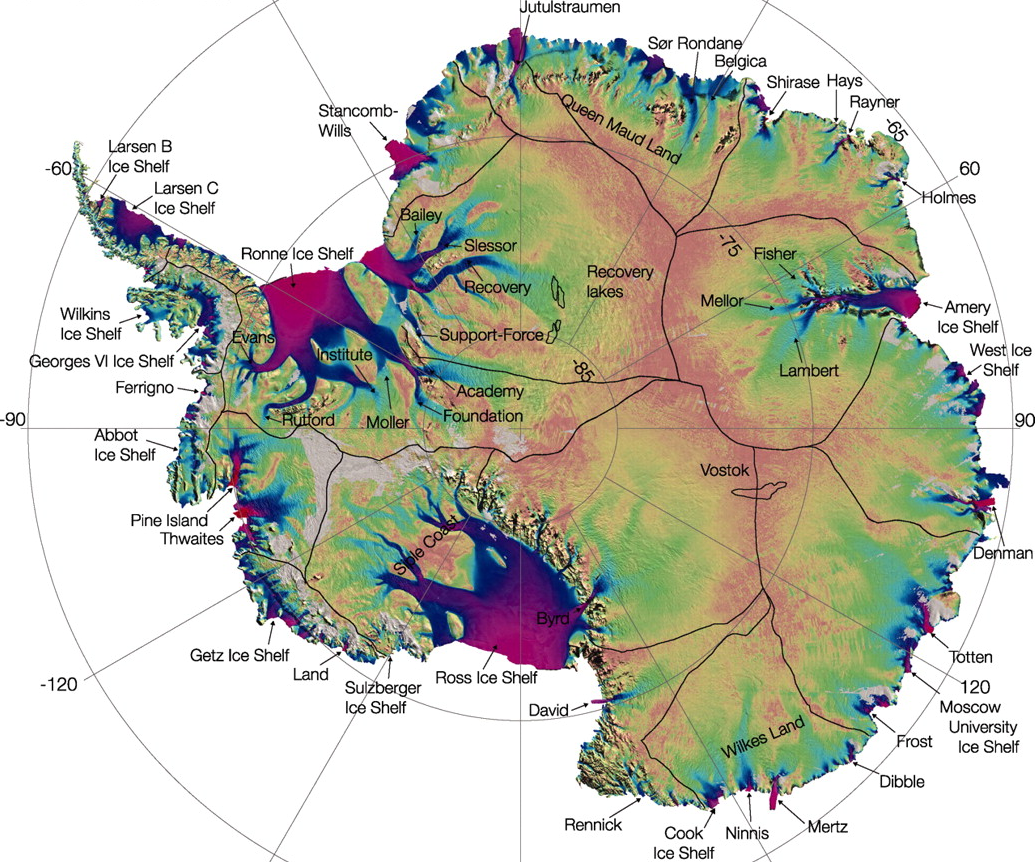 Jutulstraumen
Sør Rondane
Belgica
Shirase
Hays
Rayner
-65
Stancomb-
Wills
Queen Maud Land
Larsen B
Ice Shelf
-60
60
Larsen C
Ice Shelf
Holmes
Bailey
Slessor
-75
Ronne Ice Shelf
Fisher
Recovery
Recovery
lakes
Mellor
Amery
Ice Shelf
Wilkins
Ice Shelf
Evans
Support-Force
Georges VI Ice Shelf
Institute
West Ice
Shelf
Lambert
-85
Ferrigno
Academy
Rutford
Moller
Foundation
-90
90
Abbot
Ice Shelf
Vostok
Pine Island
Thwaites
Siple Coast
Denman
Byrd
Getz Ice Shelf
Land
Ross Ice Shelf
Totten
-120
Sulzberger
Ice Shelf
120
David
Moscow
University
Ice Shelf
Wilkes Land
Frost
Dibble
Rennick
Cook
Ice Shelf
Ninnis
Mertz